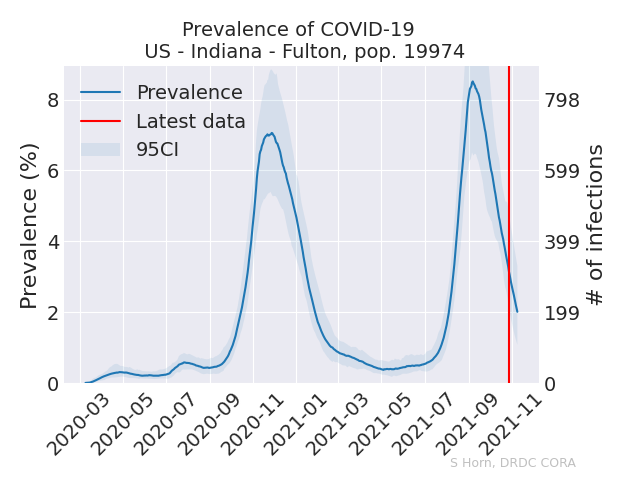 Prevalence of COVID-19
US - Indiana - Fulton, pop. 19974
Prevalence
Latest data
95CI
Prevalence (%)
8
6
4
2
0
# of infections
798
599
399
199
0
2020-03
2020-05
2020-07
2020-09
2020-11
2021-01
2021-03
2021-05
2021-07
2021-09
2021-11
S Horn, DRDC CORA